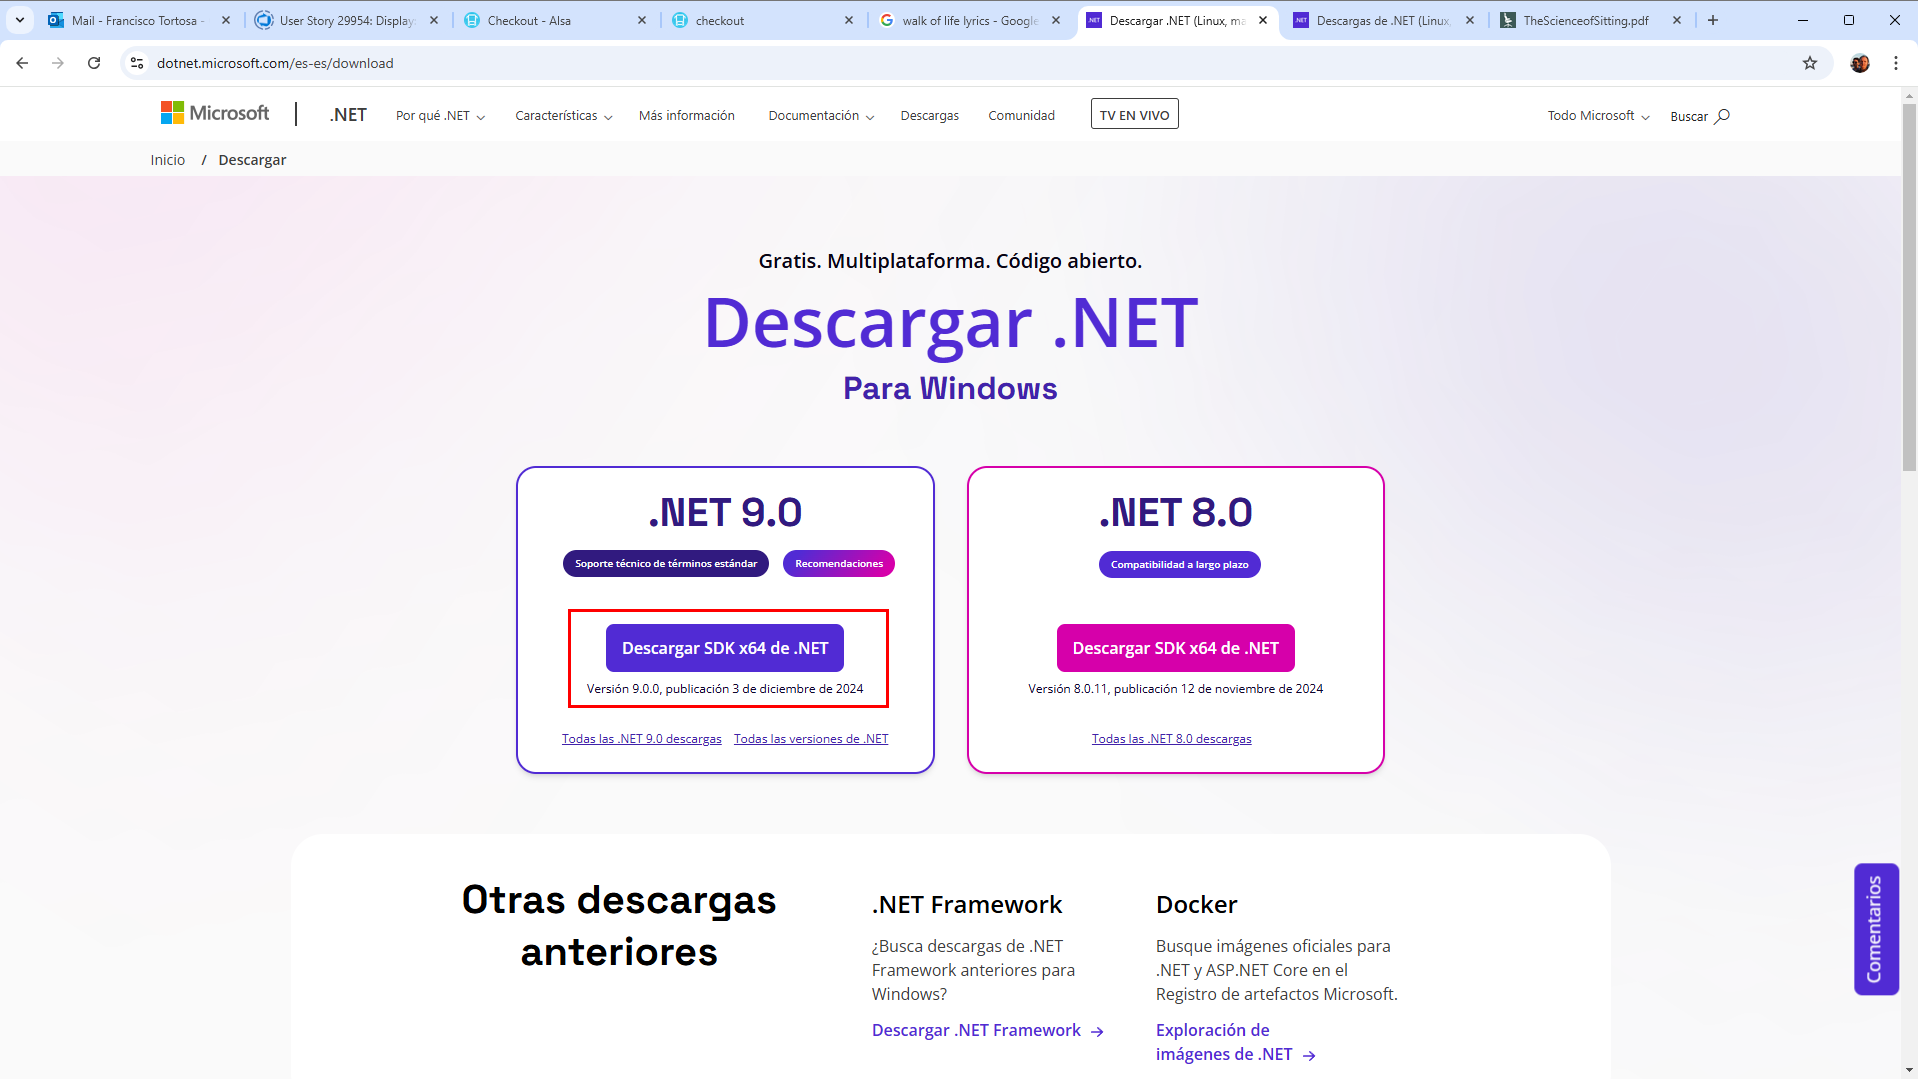 Mail - Francisco Tortosa -
User Story 29954: Display
Checkout - Alsa
checkout
walk of life lyrics - Google
Descargar .NET (Linux, ma
Descargas de .NET (Linux,
TheScienceofSitting.pdf
dotnet.microsoft.com/es-es/download
Microsoft
.NET
Por qué .NET
Características
Más información
Documentación
Descargas
Comunidad
TV EN VIVO
Todo Microsoft
Buscar
Inicio / Descargar
Gratis. Multiplataforma. Código abierto.
Descargar .NET
Para Windows
.NET 9.0
Soporte técnico de términos estándar
Recomendaciones
Descargar SDK x64 de .NET
Versión 9.0.0, publicación 3 de diciembre de 2024
Todas las .NET 9.0 descargas
Todas las versiones de .NET
.NET 8.0
Compatibilidad a largo plazo
Descargar SDK x64 de .NET
Versión 8.0.11, publicación 12 de noviembre de 2024
Todas las .NET 8.0 descargas
Otras descargas
anteriores
.NET Framework
¿Busca descargas de .NET
Framework anteriores para
Windows?
Descargar .NET Framework →
Docker
Busque imágenes oficiales para
.NET y ASP.NET Core en el
Registro de artefactos Microsoft.
Exploración de
imágenes de .NET →
Comentarios